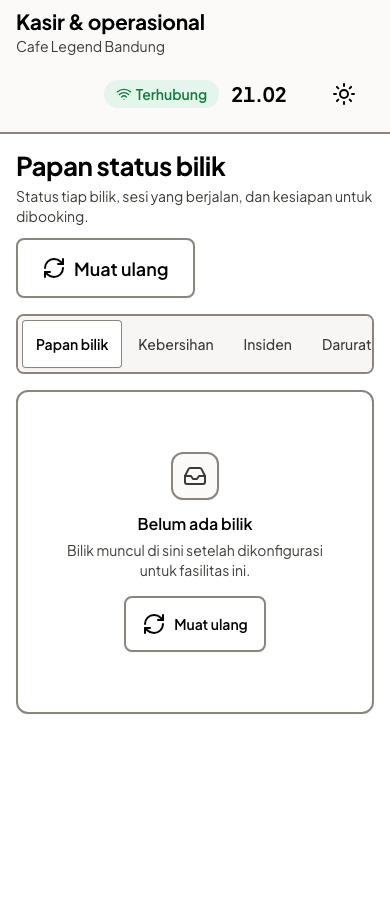 Kasir & operasional
Cafe Legend Bandung
Terhubung
21.02
Papan status bilik
Status tiap bilik, sesi yang berjalan, dan kesiapan untuk
dibooking.
Muat ulang
Papan bilik
Kebersihan
Insiden
Darurat
Belum ada bilik
Bilik muncul di sini setelah dikonfigurasi
untuk fasilitas ini.
Muat ulang